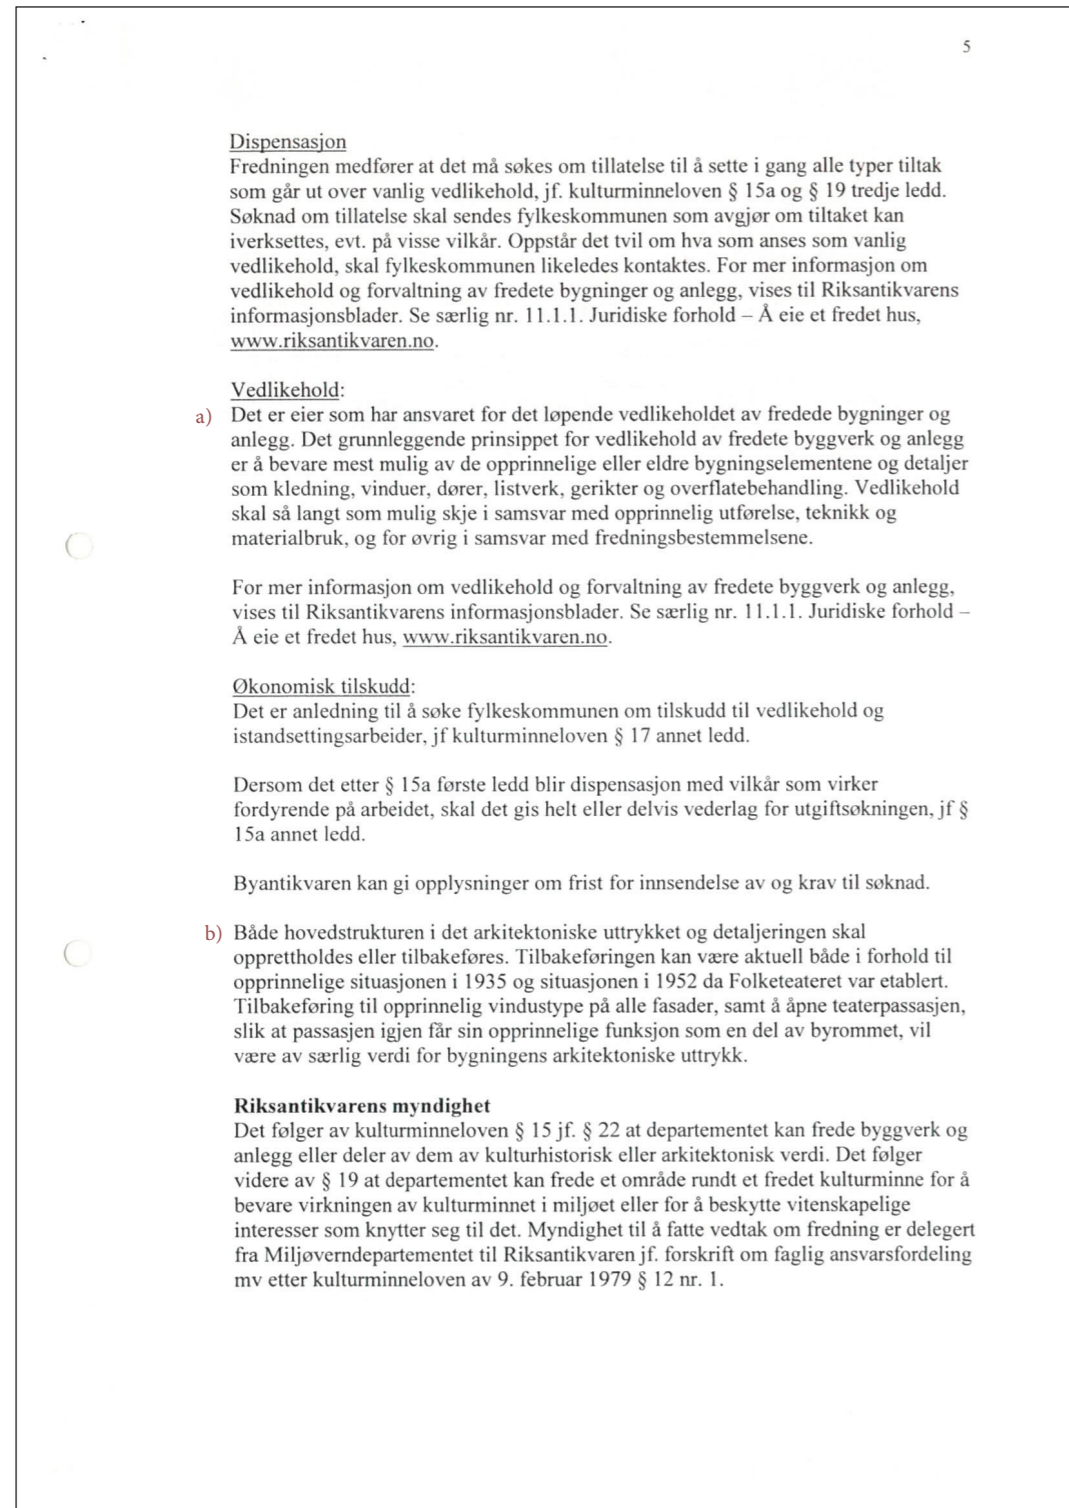 5
Dispensasjon
Fredningen medfører at det må søkes om tillatelse til å sette i gang alle typer tiltak
som går ut over vanlig vedlikehold, jf. kulturminneloven § 15a og § 19 tredje ledd.
Søknad om tillatelse skal sendes fylkeskommunen som avgjør om tiltaket kan
iverksettes, evt. på visse vilkår. Oppstår det tvil om hva som anses som vanlig
vedlikehold, skal fylkeskommunen likeledes kontaktes. For mer informasjon om
vedlikehold og forvaltning av fredete bygninger og anlegg, vises til Riksantikvarens
informasjonsblader. Se særlig nr. 11.1.1. Juridiske forhold – Å eie et fredet hus,
www.riksantikvaren.no.
Vedlikehold:
a) Det er eier som har ansvaret for det løpende vedlikeholdet av fredede bygninger og
anlegg. Det grunnleggende prinsippet for vedlikehold av fredete byggverk og anlegg
er å bevare mest mulig av de opprinnelige eller eldre bygningselementene og detaljer
som kledning, vinduer, dører, listverk, gerikter og overflatebehandling. Vedlikehold
skal så langt som mulig skje i samsvar med opprinnelig utførelse, teknikk og
materialbruk, og for øvrig i samsvar med fredningsbestemmelsene.
For mer informasjon om vedlikehold og forvaltning av fredete byggverk og anlegg,
vises til Riksantikvarens informasjonsblader. Se særlig nr. 11.1.1. Juridiske forhold –
Å eie et fredet hus, www.riksantikvaren.no.
Økonomisk tilskudd:
Det er anledning til å søke fylkeskommunen om tilskudd til vedlikehold og
istandsettingsarbeider, jf kulturminneloven § 17 annet ledd.
Dersom det etter § 15a første ledd blir dispensasjon med vilkår som virker
fordyrende på arbeidet, skal det gis helt eller delvis vederlag for utgiftsøkningen, jf §
15a annet ledd.
Byantikvaren kan gi opplysninger om frist for innsendelse av og krav til søknad.
b) Både hovedstrukturen i det arkitektoniske uttrykket og detaljeringen skal
opprettholdes eller tilbakeføres. Tilbakeføringen kan være aktuell både i forhold til
opprinnelige situasjonen i 1935 og situasjonen i 1952 da Folketeateret var etablert.
Tilbakeføring til opprinnelig vindustype på alle fasader, samt å åpne teaterpassasjen,
slik at passasjen igjen får sin opprinnelige funksjon som en del av byrommet, vil
være av særlig verdi for bygningens arkitektoniske uttrykk.
Riksantikvarens myndighet
Det følger av kulturminneloven § 15 jf. § 22 at departementet kan frede byggverk og
anlegg eller deler av dem av kulturhistorisk eller arkitektonisk verdi. Det følger
videre av § 19 at departementet kan frede et område rundt et fredet kulturminne for å
bevare virkningen av kulturminnet i miljøet eller for å beskytte vitenskapelige
interesser som knytter seg til det. Myndighet til å fatte vedtak om fredning er delegert
fra Miljøverndepartementet til Riksantikvaren jf. forskrift om faglig ansvarsfordeling
mv etter kulturminneloven av 9. februar 1979 § 12 nr. 1.